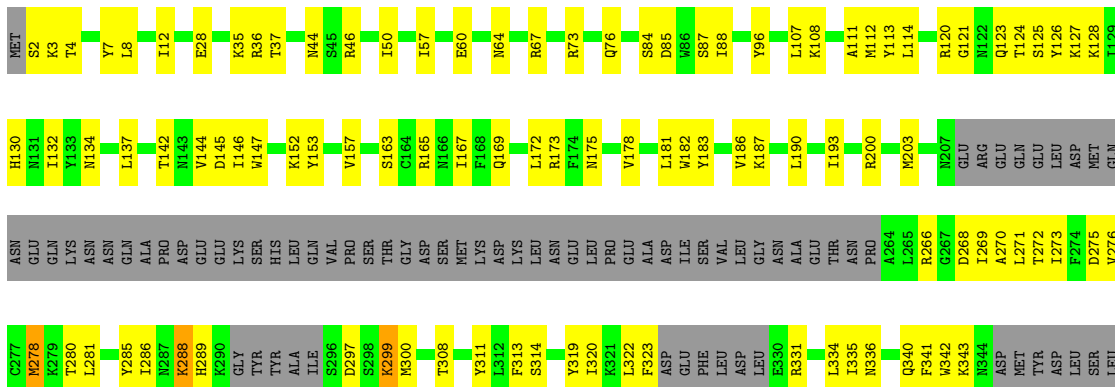 MET S2 K3 T4 Y7 L8 I12 E28 K35 R36 T37 N44 S45 R46 I50 I57 E60 N64 R67 R73 Q76 S84 D85 W86 S87 I88 Y96 L107 K108 A111 M112 Y113 L114 R120 G121 N122 Q123 T124 S125 Y126 K127 K128 I129
H130 N131 I132 Y133 N134 L137 T142 N143 V144 D145 I146 W147 K152 Y153 V157 S163 C164 R165 N166 I167 F168 Q169 L172 R173 F174 N175 V178 L181 W182 Y183 V186 K187 L190 I193 R200 M203 N207 GLU ARG GLU GLN GLU LEU ASP MET GLN
ASN GLU GLN LYS ASN ASN GLN ALA PRO ASP GLU GLU LYS SER HIS LEU GLN VAL PRO SER THR GLY ASP SER MET LYS ASP LYS LEU ASN GLU LEU PRO GLU ALA ASP ILE SER VAL LEU GLY ASN ALA GLU THR ASN PRO A264 L265 R266 G267 D268 I269 A270 L271 T272 I273 F274 D275 V276
C277 M278 K279 T280 L281 Y285 I286 N287 K288 H289 K290 GLY TYR TYR ALA ILE S296 D297 S298 K299 M300 T308 Y311 L312 F313 S314 Y319 I320 K321 L322 F323 ASP GLU PHE LEU ASP LEU E330 R331 L334 I335 N336 Q340 F341 W342 K343 N344 ASP MET TYR ASP LEU SER LEU